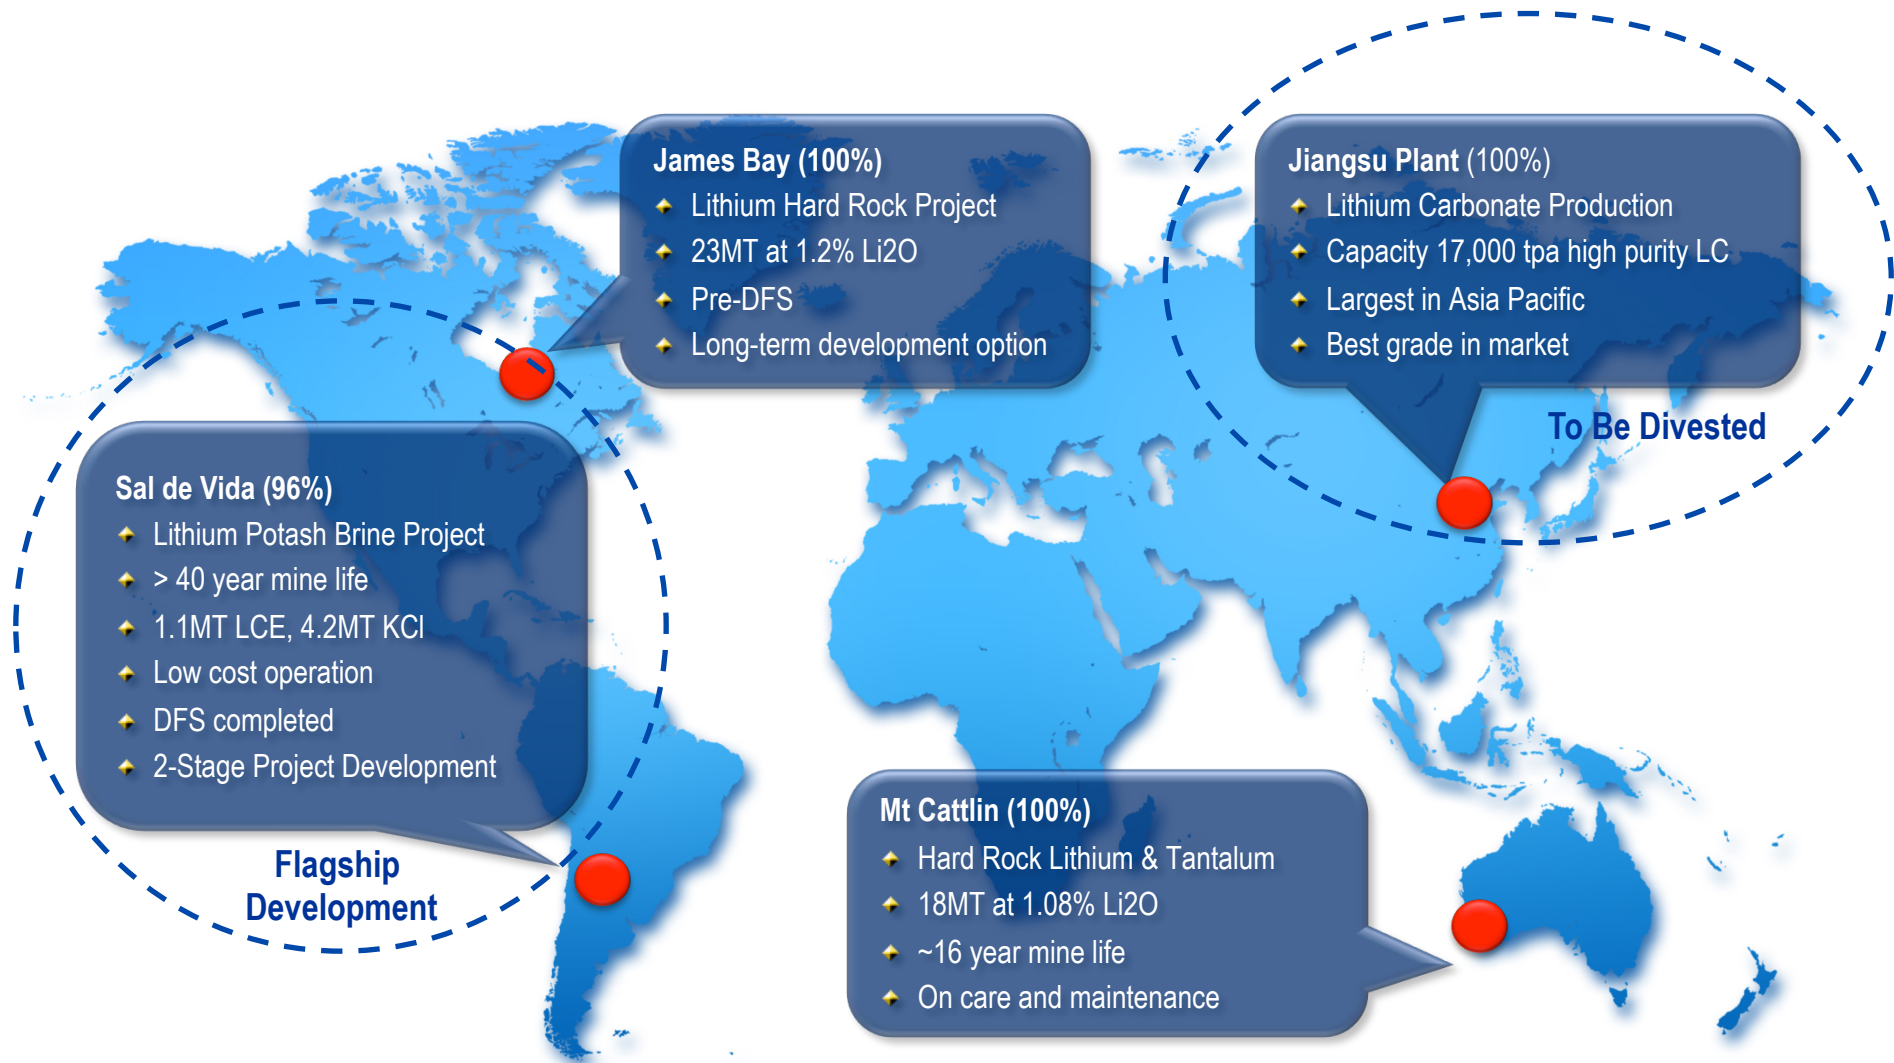 James Bay (100%)
Lithium Hard Rock Project
23MT at 1.2% Li2O
Pre-DFS
Long-term development option
Jiangsu Plant (100%)
Lithium Carbonate Production
Capacity 17,000 tpa high purity LC
Largest in Asia Pacific
Best grade in market
To Be Divested
Sal de Vida (96%)
Lithium Potash Brine Project
> 40 year mine life
1.1MT LCE, 4.2MT KCl
Low cost operation
DFS completed
2-Stage Project Development
Flagship
Development
Mt Cattlin (100%)
Hard Rock Lithium & Tantalum
18MT at 1.08% Li2O
~16 year mine life
On care and maintenance